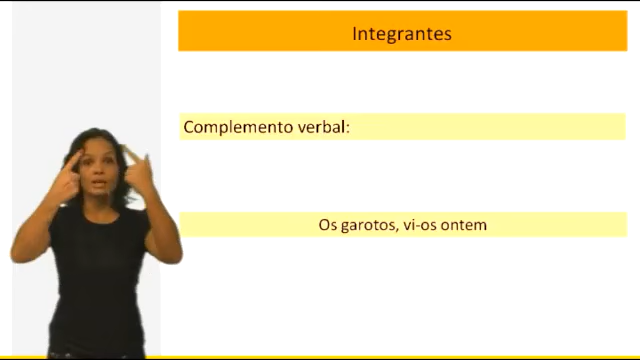 Integrantes
Complemento verbal:
Os garotos, vi-os ontem